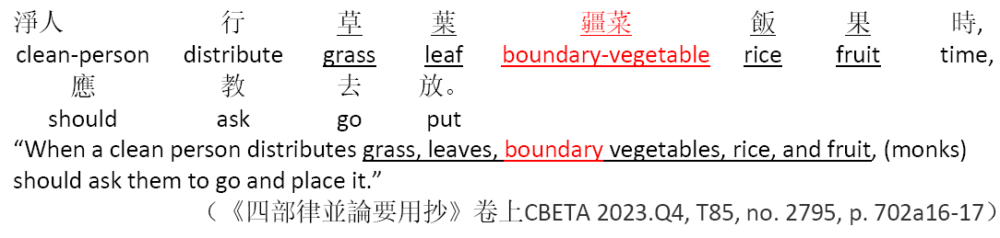 淨人 行 草 葉 疆菜 飯 果 時,
clean-person distribute grass leaf boundary-vegetable rice fruit time,
應 教 去 放。
should ask go put
“When a clean person distributes grass, leaves, boundary vegetables, rice, and fruit, (monks)
should ask them to go and place it.”
(《四部律並論要用抄》卷上CBETA 2023.Q4, T85, no. 2795, p. 702a16-17)